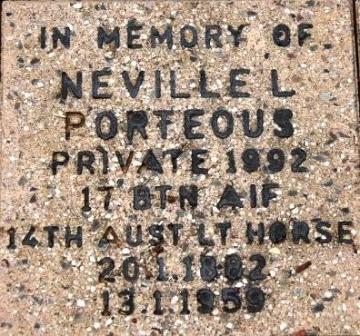 IN MEMORY OF
NEVILLE L
PORTEOUS
PRIVATE 1992
17 BTN AIF
14TH AUST LT HORSE
20.1.1882
13.1.1959